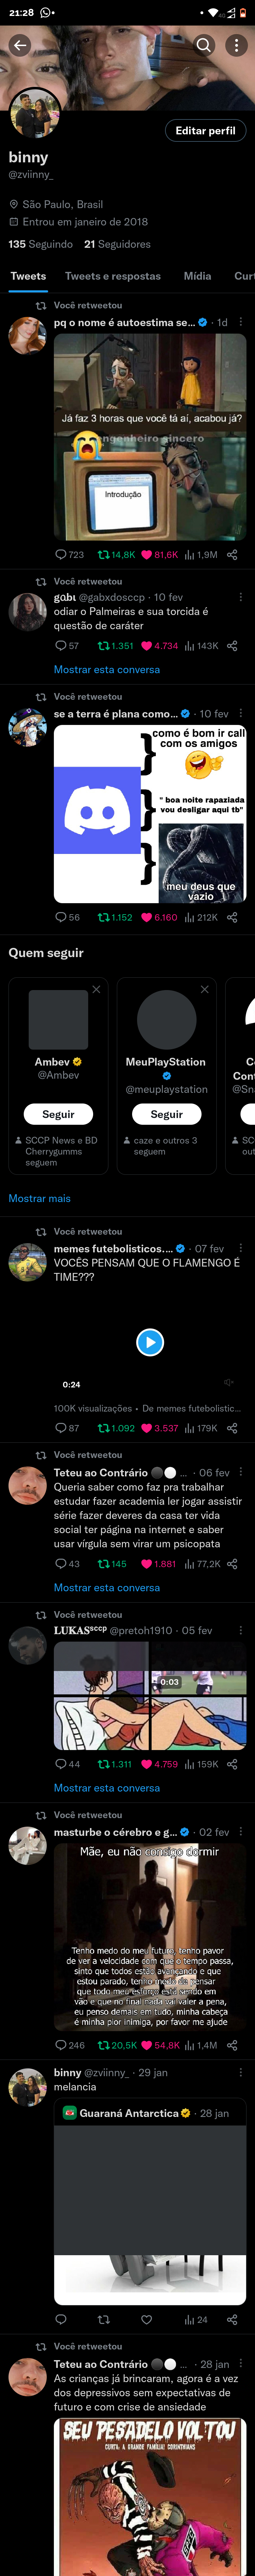 21:28
4G
Editar perfil
binny
@zviinny_
São Paulo, Brasil
Entrou em janeiro de 2018
135 Seguindo 21 Seguidores
Tweets Tweets e respostas Mídia Curt
Você retweetou
pq o nome é autoestima se... · 1d
Já faz 3 horas que você tá aí, acabou já?
engenheiro sincero
Introdução
723 14,8K 81,6K 1,9M
Você retweetou
gabι @gabxdosccp · 10 fev
odiar o Palmeiras e sua torcida é
questão de caráter
57 1.351 4.734 143K
Mostrar esta conversa
Você retweetou
se a terra é plana como... · 10 fev
como é bom ir call
com os amigos
" boa noite rapaziada
vou desligar aqui tb"
meu deus que
vazio
56 1.152 6.160 212K
Quem seguir
Ambev
@Ambev
Seguir
SCCP News e BD
Cherrygumms
seguem
MeuPlayStation
@meuplaystation
Seguir
caze e outros 3
seguem
C
Con
@Sn
SC
out
Mostrar mais
Você retweetou
memes futebolisticos.... · 07 fev
VOCÊS PENSAM QUE O FLAMENGO É
TIME???
0:24
100K visualizações • De memes futebolistic...
87 1.092 3.537 179K
Você retweetou
Teteu ao Contrário ... · 06 fev
Queria saber como faz pra trabalhar
estudar fazer academia ler jogar assistir
série fazer deveres da casa ter vida
social ter página na internet e saber
usar vírgula sem virar um psicopata
43 145 1.881 77,2K
Mostrar esta conversa
Você retweetou
LUKASˢᶜᶜᵖ @pretoh1910 · 05 fev
0:03
44 1.311 4.759 159K
Mostrar esta conversa
Você retweetou
masturbe o cérebro e g... · 02 fev
Mãe, eu não consigo dormir
Tenho medo do meu futuro, tenho pavor
de ver a velocidade com que o tempo passa,
sinto que todos estão avançando e que
estou parado, tenho medo de pensar
que todo meu esforço está sendo em
vão e que no final nada vai valer a pena,
eu penso demais em tudo, minha cabeça
é minha pior inimiga, por favor me ajude
246 20,5K 54,8K 1,4M
binny @zviinny_ · 29 jan
melancia
Guaraná Antarctica · 28 jan
24
Você retweetou
Teteu ao Contrário ... · 28 jan
As crianças já brincaram, agora é a vez
dos depressivos sem expectativas de
futuro e com crise de ansiedade
SEU PESADELO VOLTOU
CURTA: A GRANDE FAMÍLIA! CORINTHIANS